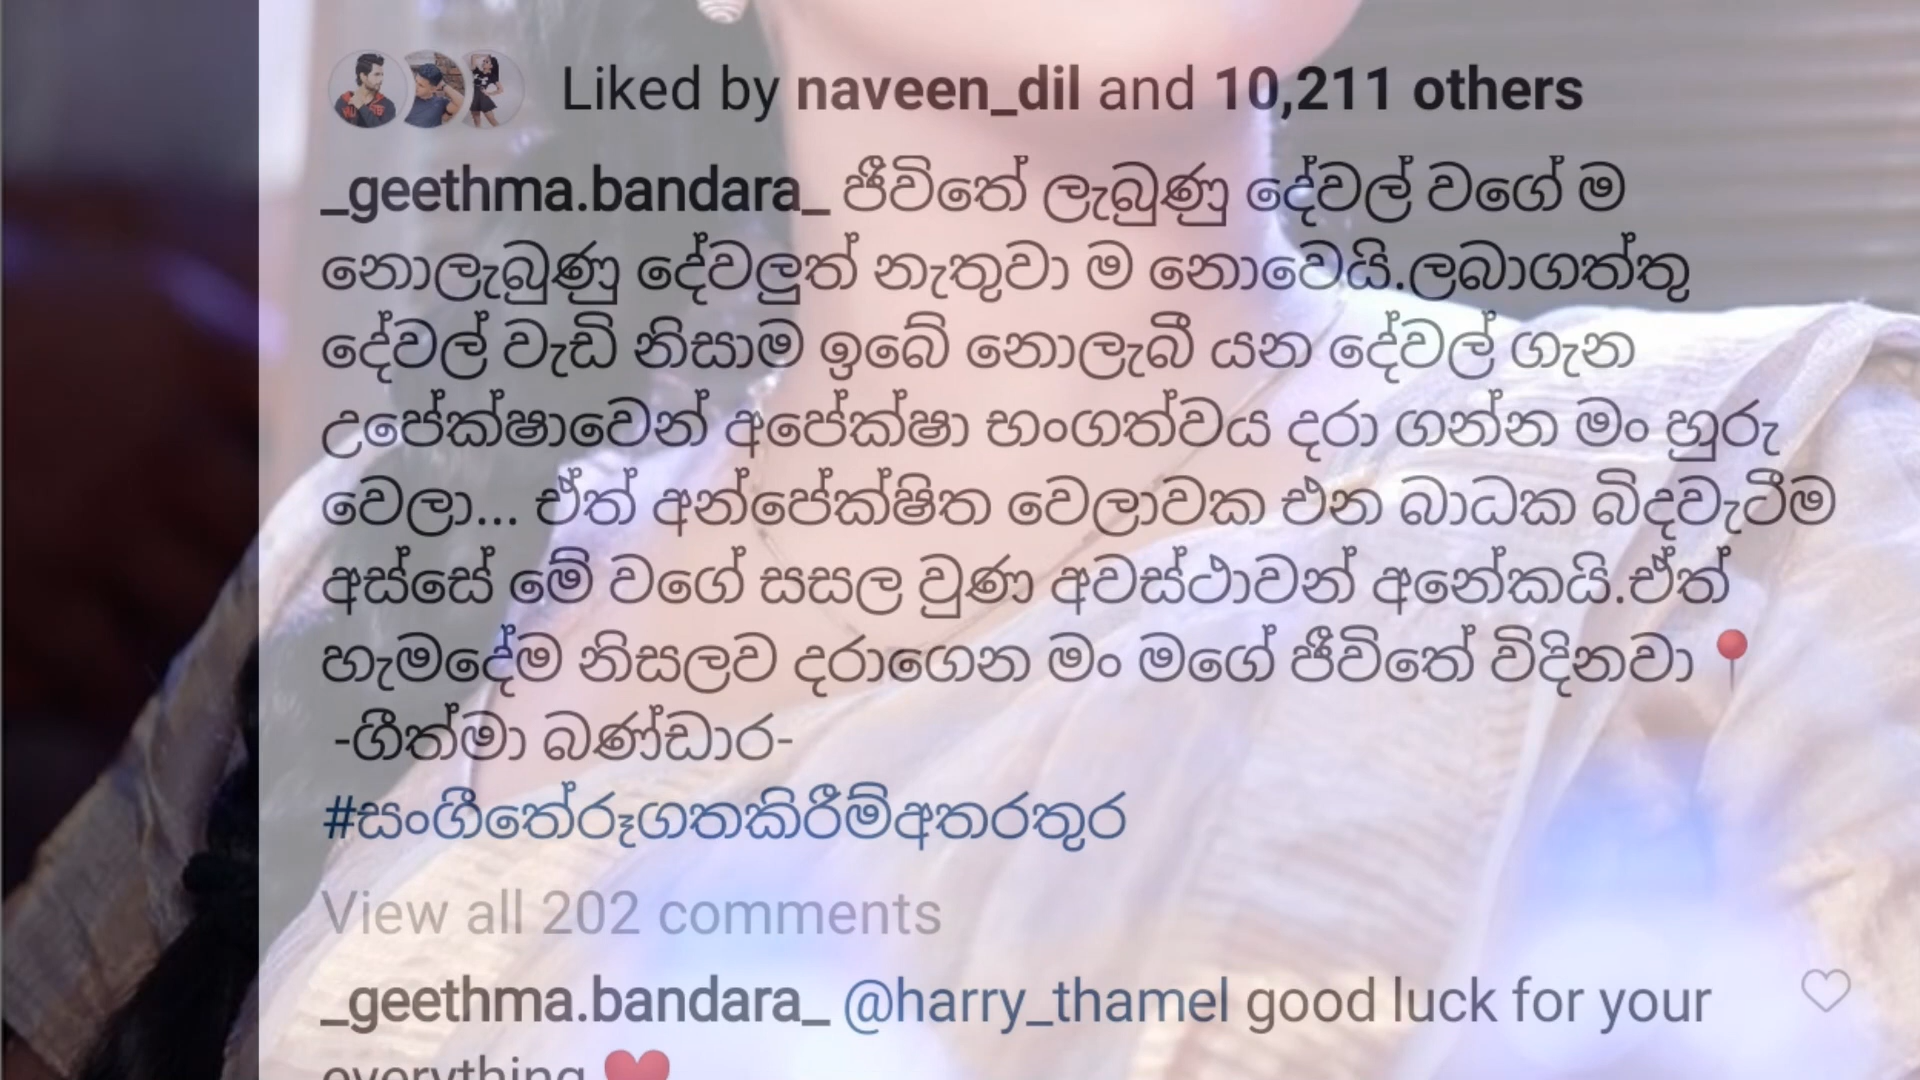 Liked by naveen_dil and 10,211 others
_geethma.bandara_ ජීවිතේ ලැබුණු දේවල් වගේ ම
නොලැබුණු දේවලුත් නැතුවා ම නොවෙයි.ලබාගත්තු
දේවල් වැඩි නිසාම ඉබේ නොලැබී යන දේවල් ගැන
උපේක්ෂාවෙන් අපේක්ෂා භංගත්වය දරා ගන්න මං හුරු
වෙලා... ඒත් අන්පේක්ෂිත වෙලාවක එන බාධක බිදවැටීම
අස්සේ මේ වගේ සසල වුණ අවස්ථාවන් අනේකයි.ඒත්
හැමදේම නිසලව දරාගෙන මං මගේ ජීවිතේ විදිනවා📍
-ගීත්මා බණ්ඩාර-
#සංගීතේරූගතකිරීම්අතරතුර
View all 202 comments
_geethma.bandara_ @harry_thamel good luck for your
everything ❤️